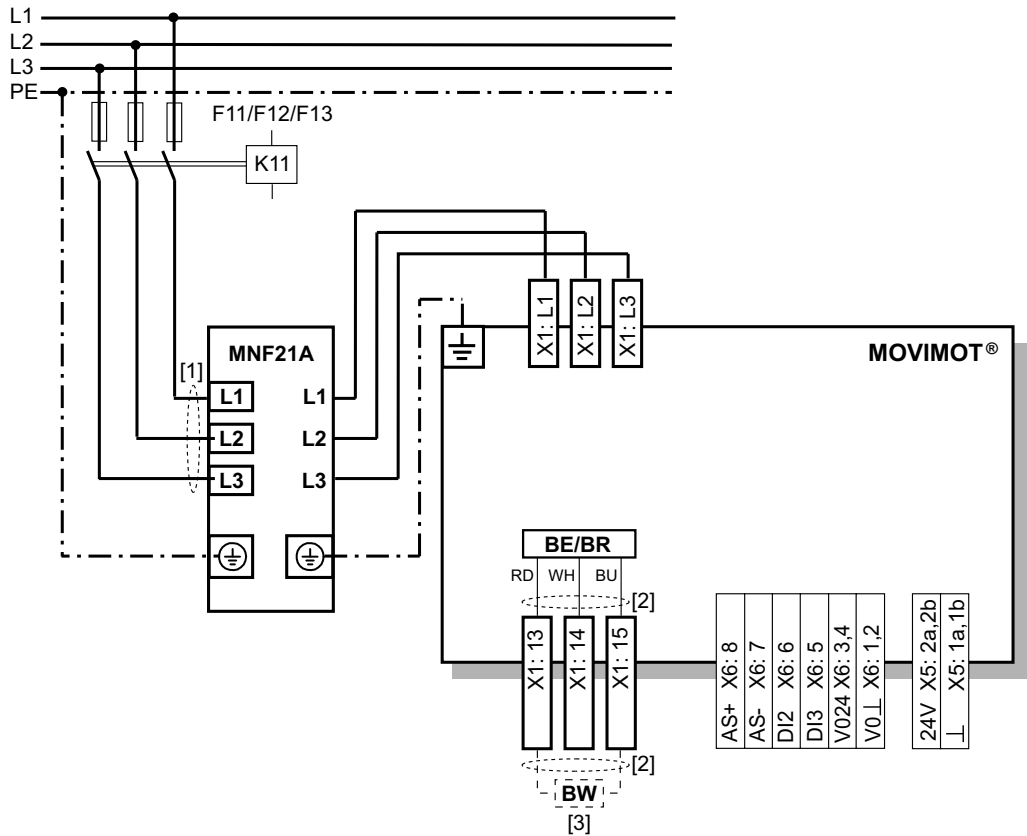 L1
L2
L3
PE
F11/F12/F13
K11
X1: L1
X1: L2
X1: L3
MNF21A
MOVIMOT®
[1]
L1 L1
L2 L2
L3 L3
BE/BR
RD WH BU
[2]
X1: 13
X1: 14
X1: 15
AS+ X6: 8
AS- X6: 7
DI2 X6: 6
DI3 X6: 5
V024 X6: 3,4
V0⊥ X6: 1,2
24V X5: 2a,2b
⊥ X5: 1a,1b
[2]
BW
[3]